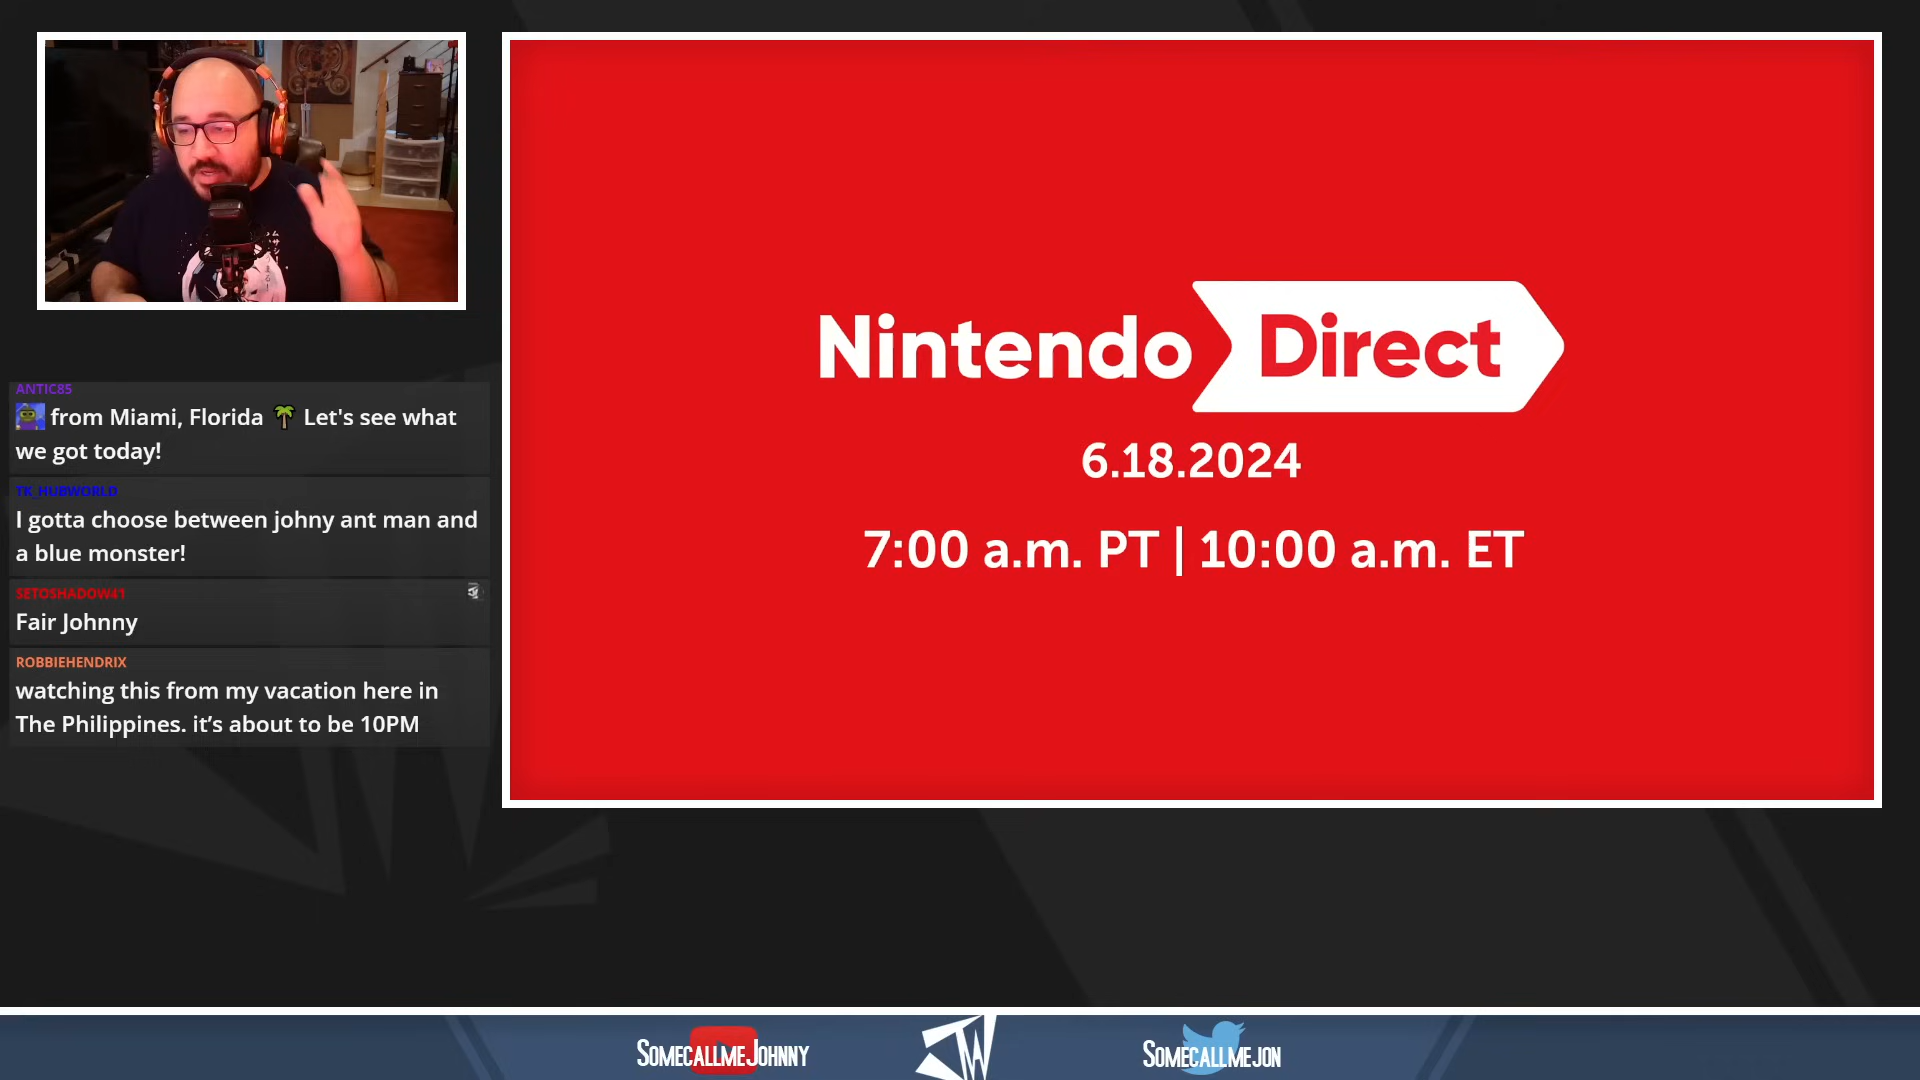 Nintendo Direct
6.18.2024
7:00 a.m. PT | 10:00 a.m. ET
ANTIC85
from Miami, Florida 🌴 Let's see what
we got today!
TK_HUBWORLD
I gotta choose between johny ant man and
a blue monster!
SETOSHADOW41
Fair Johnny
ROBBIEHENDRIX
watching this from my vacation here in
The Philippines. it’s about to be 10PM
SOMECALLMEJOHNNY
SOMECALLMEJON